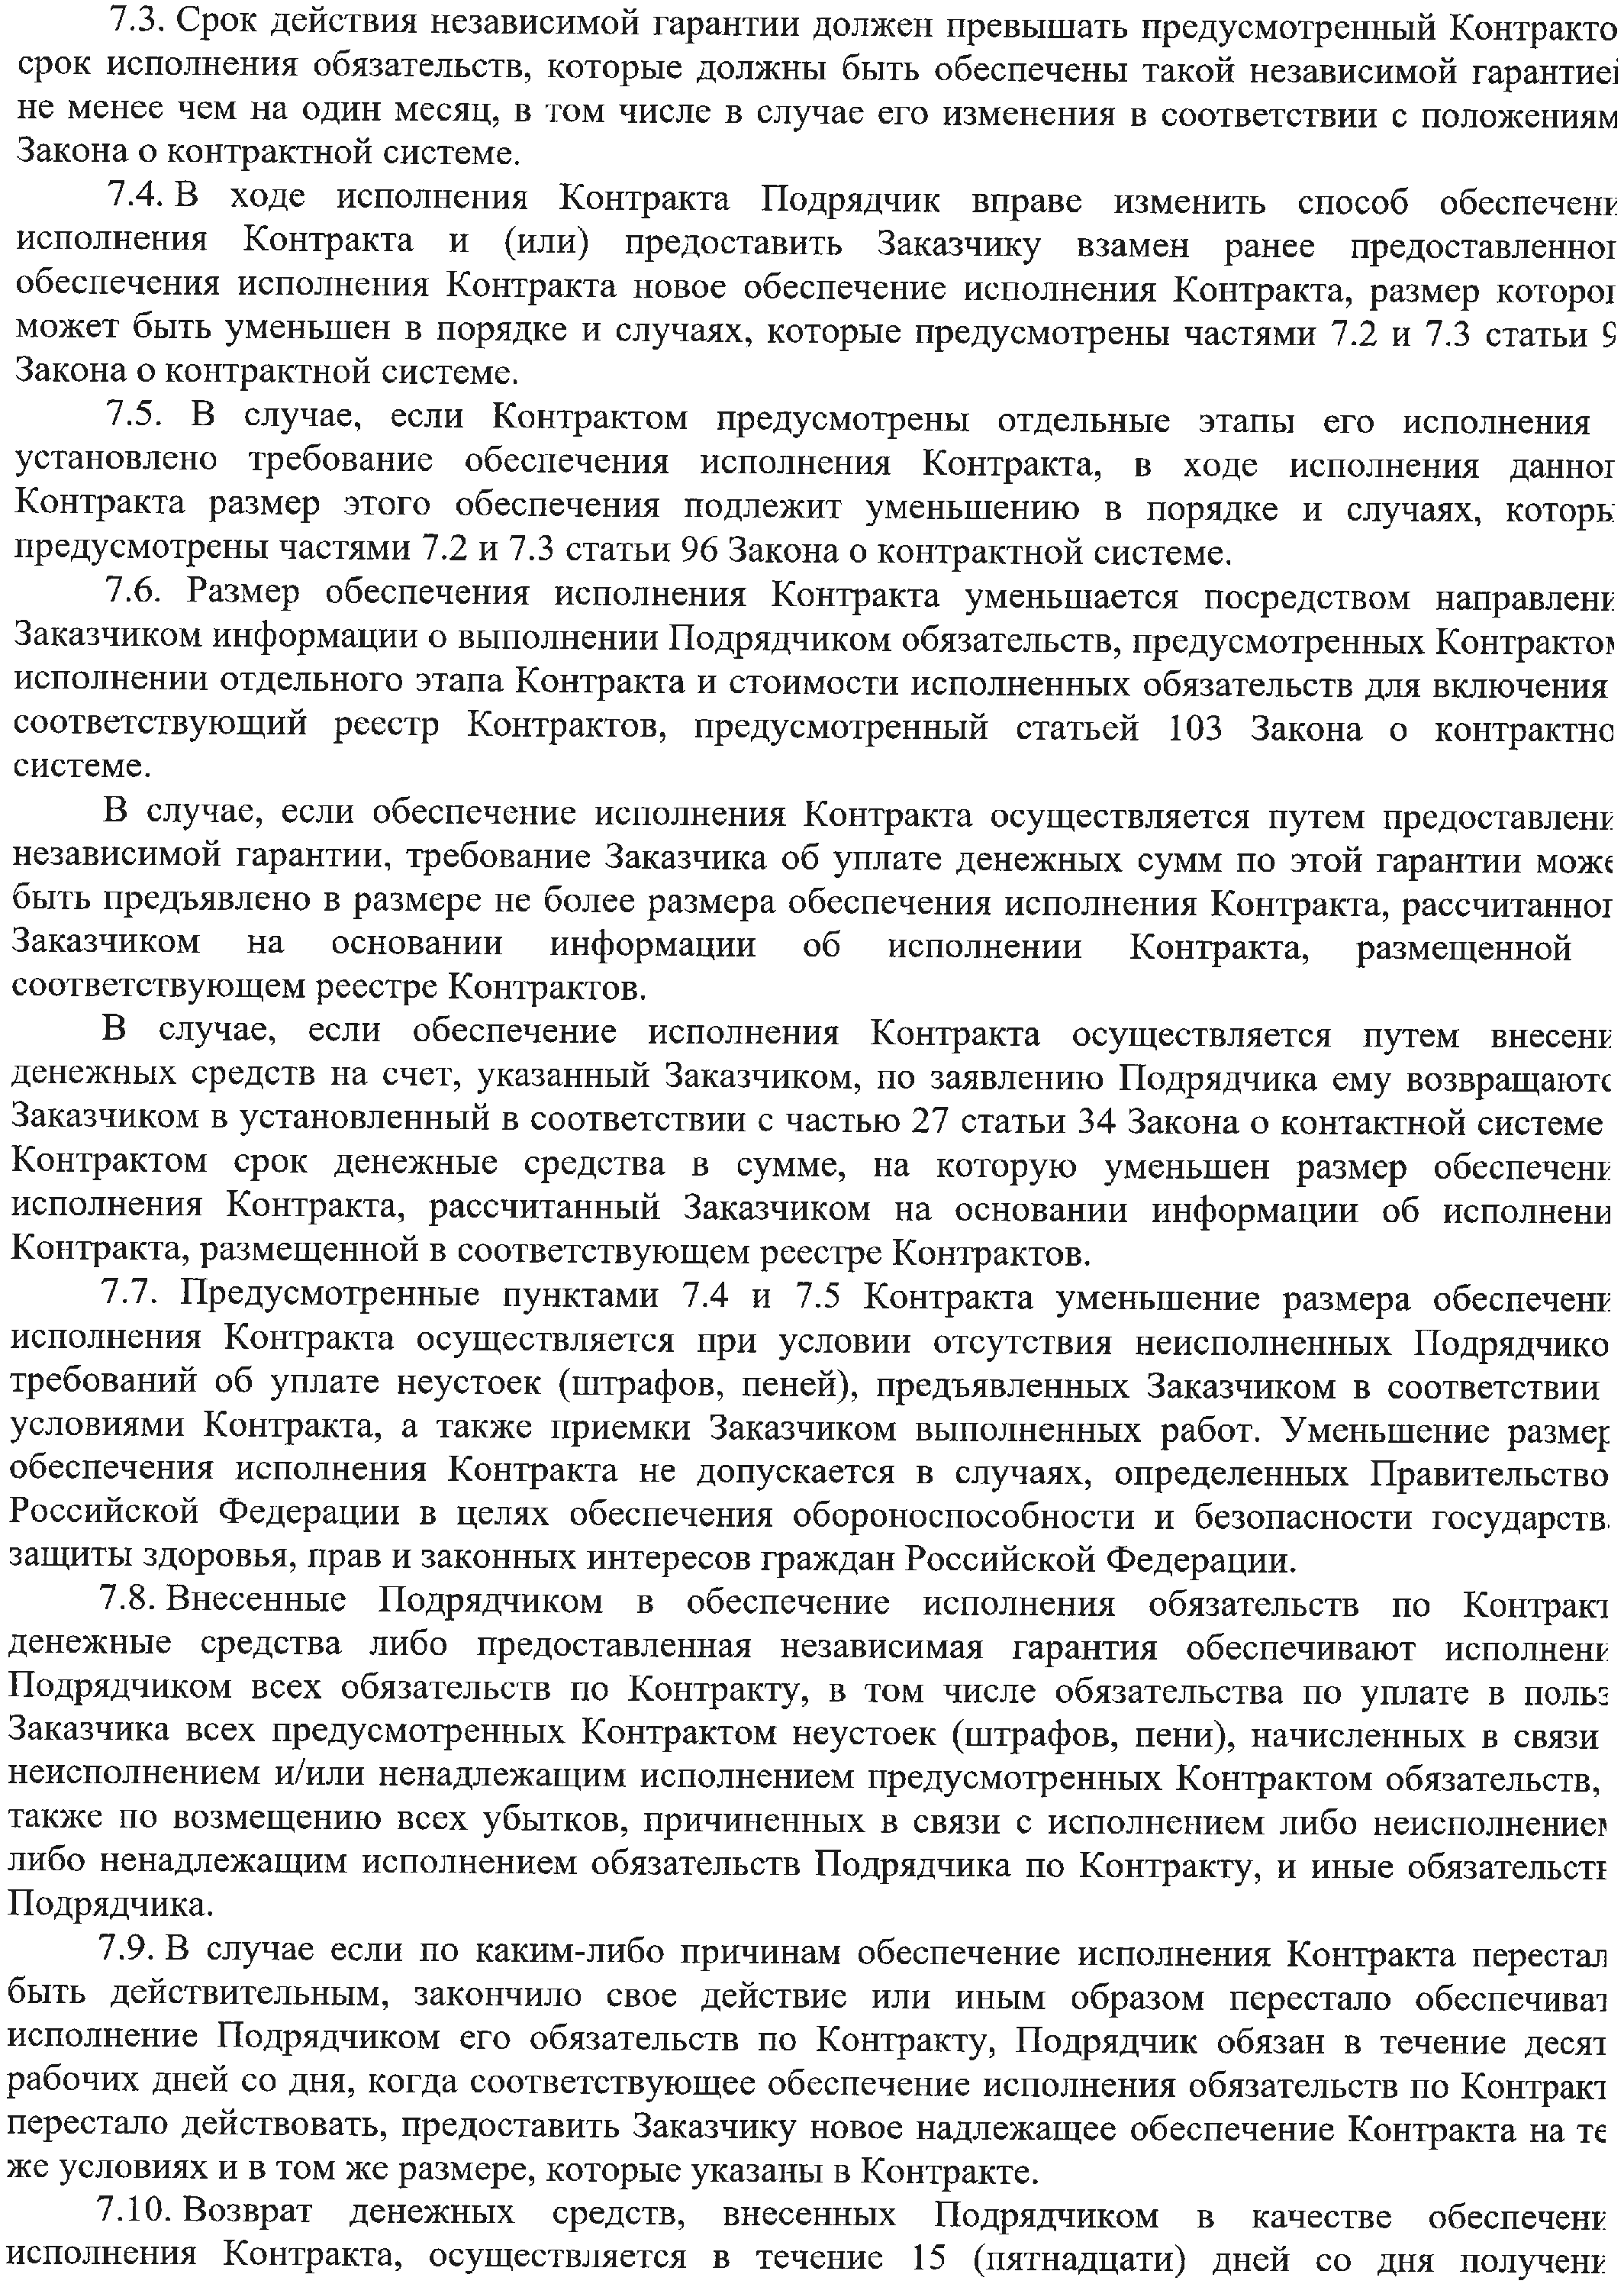 7.3. Срок действия независимой гарантии должен превышать предусмотренный Контракто
срок исполнения обязательств, которые должны быть обеспечены такой независимой гарантией
не менее чем на один месяц, в том числе в случае его изменения в соответствии с положениям
Закона о контрактной системе.
7.4. В ходе исполнения Контракта Подрядчик вправе изменить способ обеспечени
исполнения Контракта и (или) предоставить Заказчику взамен ранее предоставленног
обеспечения исполнения Контракта новое обеспечение исполнения Контракта, размер которог
может быть уменьшен в порядке и случаях, которые предусмотрены частями 7.2 и 7.3 статьи 9
Закона о контрактной системе.
7.5. В случае, если Контрактом предусмотрены отдельные этапы его исполнения
установлено требование обеспечения исполнения Контракта, в ходе исполнения данног
Контракта размер этого обеспечения подлежит уменьшению в порядке и случаях, которы
предусмотрены частями 7.2 и 7.3 статьи 96 Закона о контрактной системе.
7.6. Размер обеспечения исполнения Контракта уменьшается посредством направлени
Заказчиком информации о выполнении Подрядчиком обязательств, предусмотренных Контрактом
исполнении отдельного этапа Контракта и стоимости исполненных обязательств для включения
соответствующий реестр Контрактов, предусмотренный статьей 103 Закона о контрактно
системе.
В случае, если обеспечение исполнения Контракта осуществляется путем предоставлени
независимой гарантии, требование Заказчика об уплате денежных сумм по этой гарантии може
быть предъявлено в размере не более размера обеспечения исполнения Контракта, рассчитанног
Заказчиком на основании информации об исполнении Контракта, размещенной
соответствующем реестре Контрактов.
В случае, если обеспечение исполнения Контракта осуществляется путем внесени
денежных средств на счет, указанный Заказчиком, по заявлению Подрядчика ему возвращаютс
Заказчиком в установленный в соответствии с частью 27 статьи 34 Закона о контактной системе
Контрактом срок денежные средства в сумме, на которую уменьшен размер обеспечени
исполнения Контракта, рассчитанный Заказчиком на основании информации об исполнени
Контракта, размещенной в соответствующем реестре Контрактов.
7.7. Предусмотренные пунктами 7.4 и 7.5 Контракта уменьшение размера обеспечени
исполнения Контракта осуществляется при условии отсутствия неисполненных Подрядчико
требований об уплате неустоек (штрафов, пеней), предъявленных Заказчиком в соответствии
условиями Контракта, а также приемки Заказчиком выполненных работ. Уменьшение размер
обеспечения исполнения Контракта не допускается в случаях, определенных Правительство
Российской Федерации в целях обеспечения обороноспособности и безопасности государств
защиты здоровья, прав и законных интересов граждан Российской Федерации.
7.8. Внесенные Подрядчиком в обеспечение исполнения обязательств по Контракт
денежные средства либо предоставленная независимая гарантия обеспечивают исполнени
Подрядчиком всех обязательств по Контракту, в том числе обязательства по уплате в польз
Заказчика всех предусмотренных Контрактом неустоек (штрафов, пени), начисленных в связи
неисполнением и/или ненадлежащим исполнением предусмотренных Контрактом обязательств,
также по возмещению всех убытков, причиненных в связи с исполнением либо неисполнением
либо ненадлежащим исполнением обязательств Подрядчика по Контракту, и иные обязательств
Подрядчика.
7.9. В случае если по каким-либо причинам обеспечение исполнения Контракта перестал
быть действительным, закончило свое действие или иным образом перестало обеспечиват
исполнение Подрядчиком его обязательств по Контракту, Подрядчик обязан в течение десят
рабочих дней со дня, когда соответствующее обеспечение исполнения обязательств по Контракт
перестало действовать, предоставить Заказчику новое надлежащее обеспечение Контракта на те
же условиях и в том же размере, которые указаны в Контракте.
7.10. Возврат денежных средств, внесенных Подрядчиком в качестве обеспечени
исполнения Контракта, осуществляется в течение 15 (пятнадцати) дней со дня получени